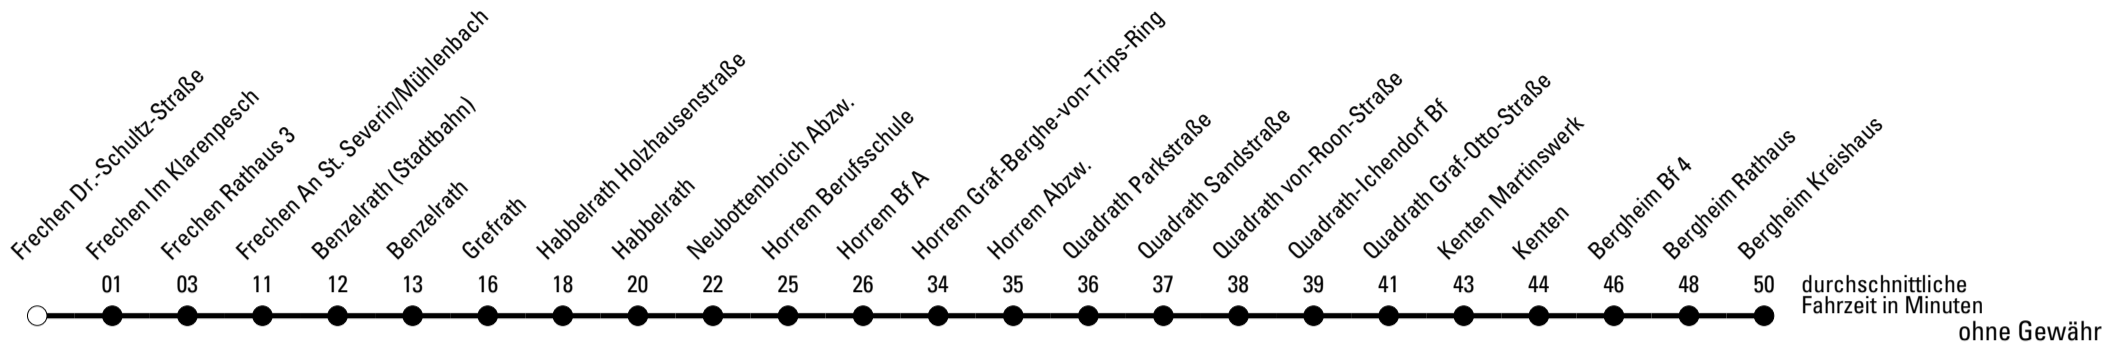 Frechen Dr.-Schultz-Straße
Frechen Im Klarenpesch
Frechen Rathaus 3
Frechen An St. Severin/Mühlenbach
Benzelrath (Stadtbahn)
Benzelrath
Grefrath
Habbelrath Holzhausenstraße
Habbelrath
Neubottenbroich Abzw.
Horrem Berufsschule
Horrem Bf A
Horrem Graf-Berghe-von-Trips-Ring
Horrem Abzw.
Quadrath Parkstraße
Quadrath Sandstraße
Quadrath von-Roon-Straße
Quadrath-Ichendorf Bf
Quadrath Graf-Otto-Straße
Kenten Martinswerk
Kenten
Bergheim Bf 4
Bergheim Rathaus
Bergheim Kreishaus
01 03 11 12 13 16 18 20 22 25 26 34 35 36 37 38 39 41 43 44 46 48 50 durchschnittliche
Fahrzeit in Minuten
ohne Gewähr